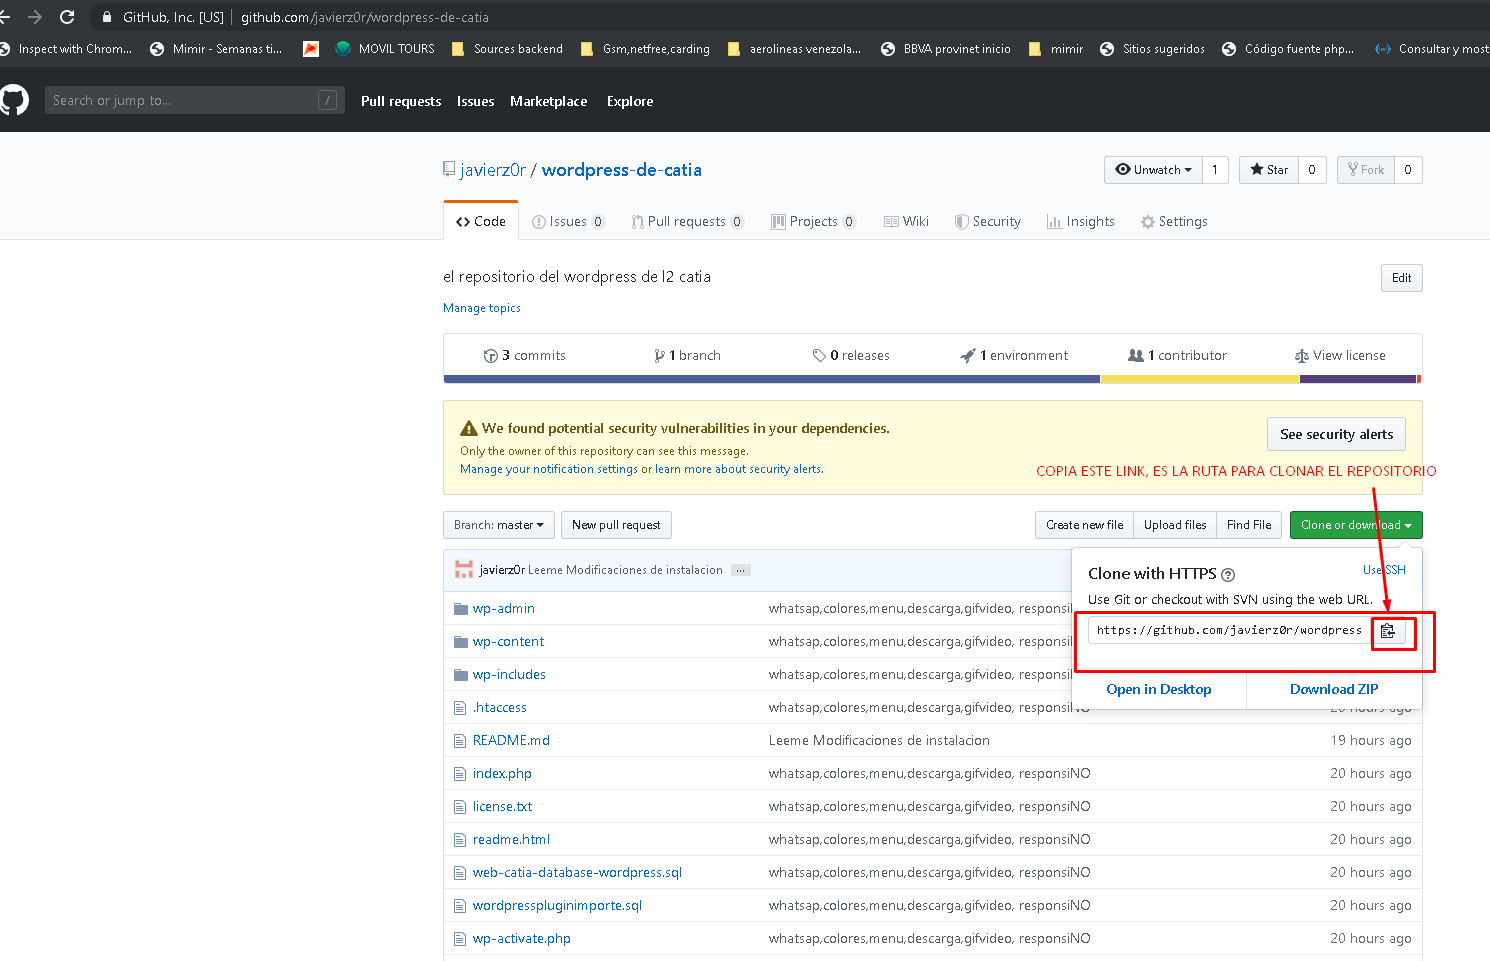 GitHub, Inc. [US] | github.com/javierz0r/wordpress-de-catia
Inspect with Chrom... Mimir - Semanas ti... MOVIL TOURS Sources backend Gsm,netfree,carding aerolineas venezola... BBVA provinet inicio mimir Sitios sugeridos Código fuente php... Consultar y most
Search or jump to... / Pull requests Issues Marketplace Explore
javierz0r / wordpress-de-catia Unwatch 1 Star 0 Fork 0
Code Issues 0 Pull requests 0 Projects 0 Wiki Security Insights Settings
el repositorio del wordpress de l2 catia Edit
Manage topics
3 commits 1 branch 0 releases 1 environment 1 contributor View license
We found potential security vulnerabilities in your dependencies. See security alerts
Only the owner of this repository can see this message.
Manage your notification settings or learn more about security alerts.
COPIA ESTE LINK, ES LA RUTA PARA CLONAR EL REPOSITORIO
Branch: master New pull request Create new file Upload files Find File Clone or download
javierz0r Leeme Modificaciones de instalacion ...
Clone with HTTPS ? Use SSH
Use Git or checkout with SVN using the web URL.
https://github.com/javierz0r/wordpress
Open in Desktop Download ZIP
wp-admin whatsap,colores,menu,descarga,gifvideo, responsi
wp-content whatsap,colores,menu,descarga,gifvideo, responsi
wp-includes whatsap,colores,menu,descarga,gifvideo, responsi
.htaccess whatsap,colores,menu,descarga,gifvideo, responsiNO 20 hours ago
README.md Leeme Modificaciones de instalacion 19 hours ago
index.php whatsap,colores,menu,descarga,gifvideo, responsiNO 20 hours ago
license.txt whatsap,colores,menu,descarga,gifvideo, responsiNO 20 hours ago
readme.html whatsap,colores,menu,descarga,gifvideo, responsiNO 20 hours ago
web-catia-database-wordpress.sql whatsap,colores,menu,descarga,gifvideo, responsiNO 20 hours ago
wordpresspluginimporte.sql whatsap,colores,menu,descarga,gifvideo, responsiNO 20 hours ago
wp-activate.php whatsap,colores,menu,descarga,gifvideo, responsiNO 20 hours ago